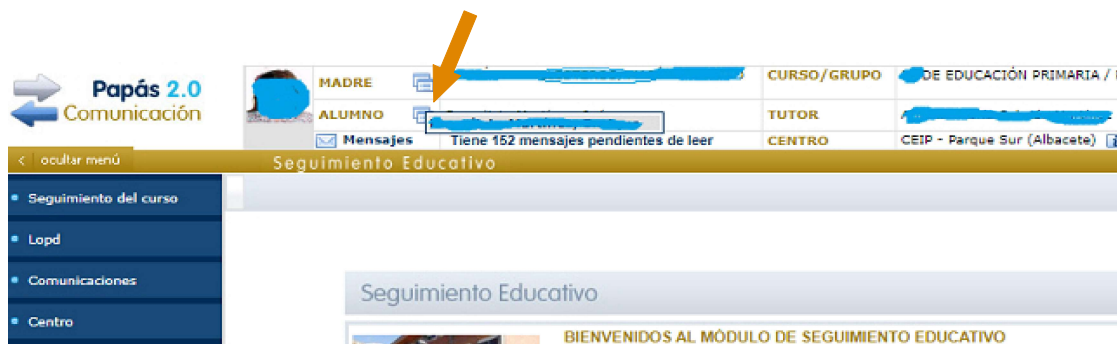 Papás 2.0
Comunicación
MADRE
CURSO/GRUPO
DE EDUCACIÓN PRIMARIA /
ALUMNO
TUTOR
Mensajes
Tiene 152 mensajes pendientes de leer
CENTRO
CEIP - Parque Sur (Albacete)
< ocultar menú
Seguimiento Educativo
Seguimiento del curso
Lopd
Comunicaciones
Centro
Seguimiento Educativo
BIENVENIDOS AL MÓDULO DE SEGUIMIENTO EDUCATIVO